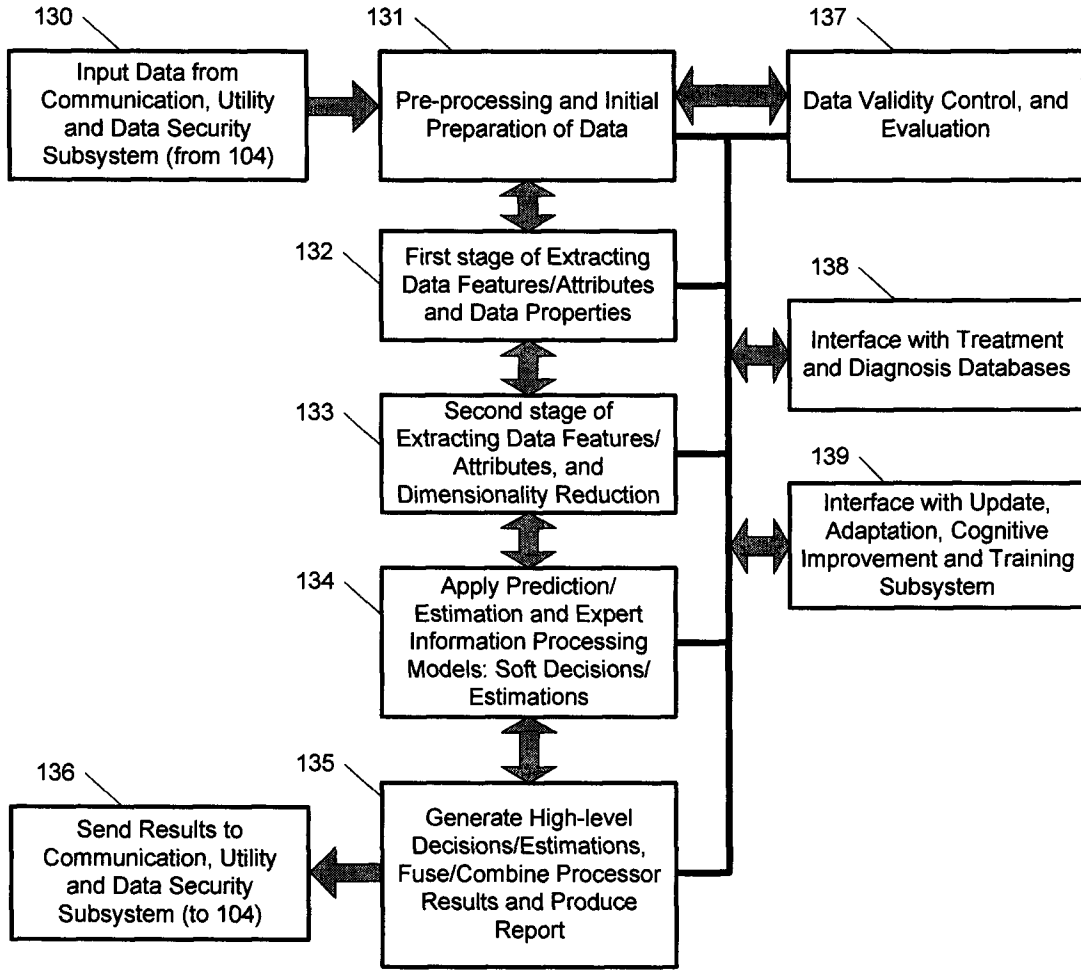 130
Input Data from
Communication, Utility
and Data Security
Subsystem (from 104)
131
Pre-processing and Initial
Preparation of Data
137
Data Validity Control, and
Evaluation
132
First stage of Extracting
Data Features/Attributes
and Data Properties
138
Interface with Treatment
and Diagnosis Databases
133
Second stage of
Extracting Data Features/
Attributes, and
Dimensionality Reduction
139
Interface with Update,
Adaptation, Cognitive
Improvement and Training
Subsystem
134
Apply Prediction/
Estimation and Expert
Information Processing
Models: Soft Decisions/
Estimations
135
Generate High-level
Decisions/Estimations,
Fuse/Combine Processor
Results and Produce
Report
136
Send Results to
Communication, Utility
and Data Security
Subsystem (to 104)